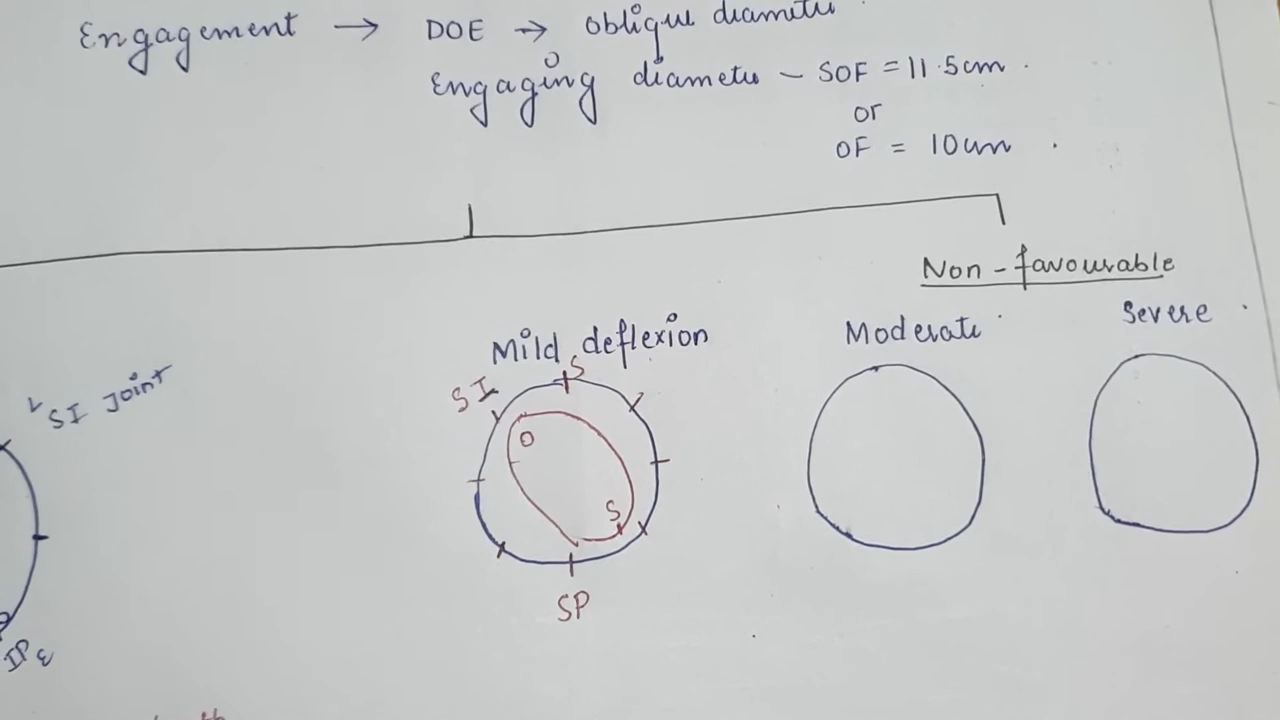 Engagement → DOE → Oblique diameter
Engaging diameter – SOF = 11.5cm
or
OF = 10cm
Non-favourable
Mild deflexion
Moderate
Severe
SI Joint
SI
S
O
S
SP
IPE